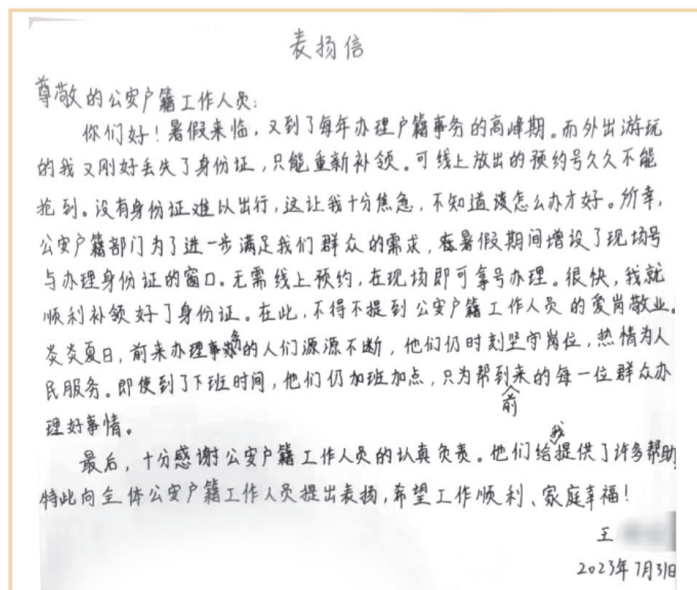 表扬信
尊敬的公安户籍工作人员：
你们好！暑假来临，又到了每年办理户籍事务的高峰期。而外出游玩
的我又刚好丢失了身份证，只能重新补领。可线上放出的预约号久久不能
抢到。没有身份证难以出行，这让我十分焦急，不知道该怎么办才好。所幸，
公安户籍部门为了进一步满足我们群众的需求，在暑假期间增设了现场号
与办理身份证的窗口。无需线上预约，在现场即可拿号办理。很快，我就
顺利补领好了身份证。在此，不得不提到公安户籍工作人员的爱岗敬业。
炎炎夏日，前来办理事务的人们源源不断，他们仍时刻坚守岗位，热情为人
民服务。即使到了下班时间，他们仍加班加点，只为帮到前来的每一位群众办
理好事情。
最后，十分感谢公安户籍工作人员的认真负责。他们给我提供了许多帮助
特此向全体公安户籍工作人员提出表扬，希望工作顺利、家庭幸福！
王
2023年7月31日